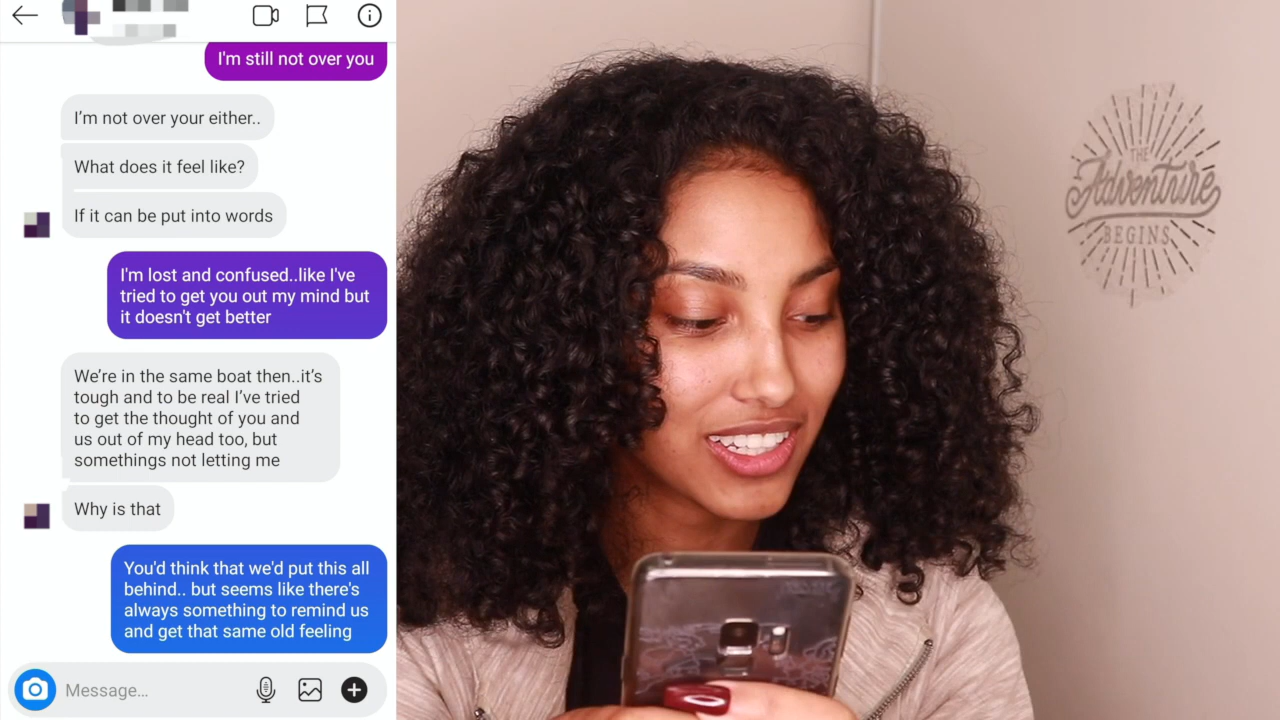 I'm still not over you
I'm not over your either..
What does it feel like?
If it can be put into words
I'm lost and confused..like I've
tried to get you out my mind but
it doesn't get better
We're in the same boat then..it's
tough and to be real I've tried
to get the thought of you and
us out of my head too, but
somethings not letting me
Why is that
You'd think that we'd put this all
behind.. but seems like there's
always something to remind us
and get that same old feeling
Message...
THE
Adventure
BEGINS